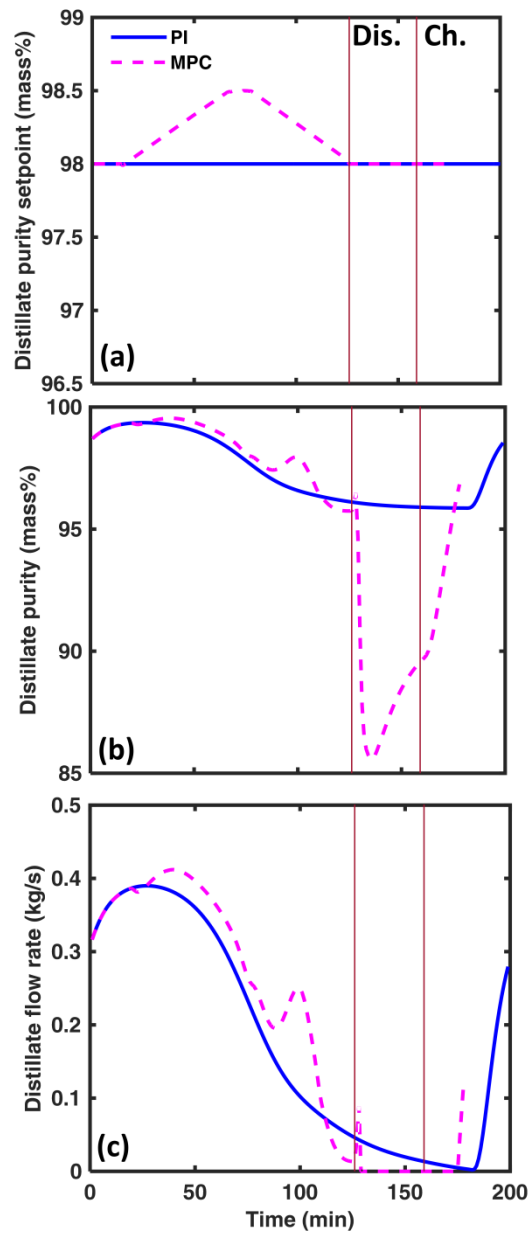 99
98.5
98
97.5
97
96.5
Distillate purity setpoint (mass%)
PI
MPC
Dis.
Ch.
(a)
100
95
90
85
Distillate purity (mass%)
(b)
0.5
0.4
0.3
0.2
0.1
0
Distillate flow rate (kg/s)
(c)
0 50 100 150 200
Time (min)